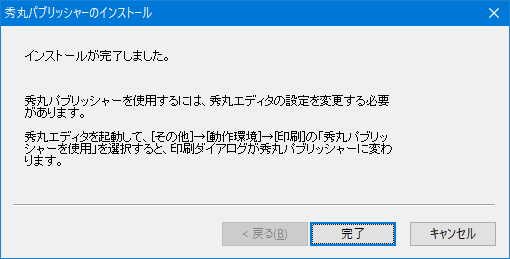 秀丸パブリッシャーのインストール
インストールが完了しました。
秀丸パブリッシャーを使用するには、秀丸エディタの設定を変更する必要
があります。
秀丸エディタを起動して、[その他]→[動作環境]→[印刷]の「秀丸パブリッ
シャーを使用」を選択すると、印刷ダイアログが秀丸パブリッシャーに変わ
ります。
< 戻る(B)
完了
キャンセル